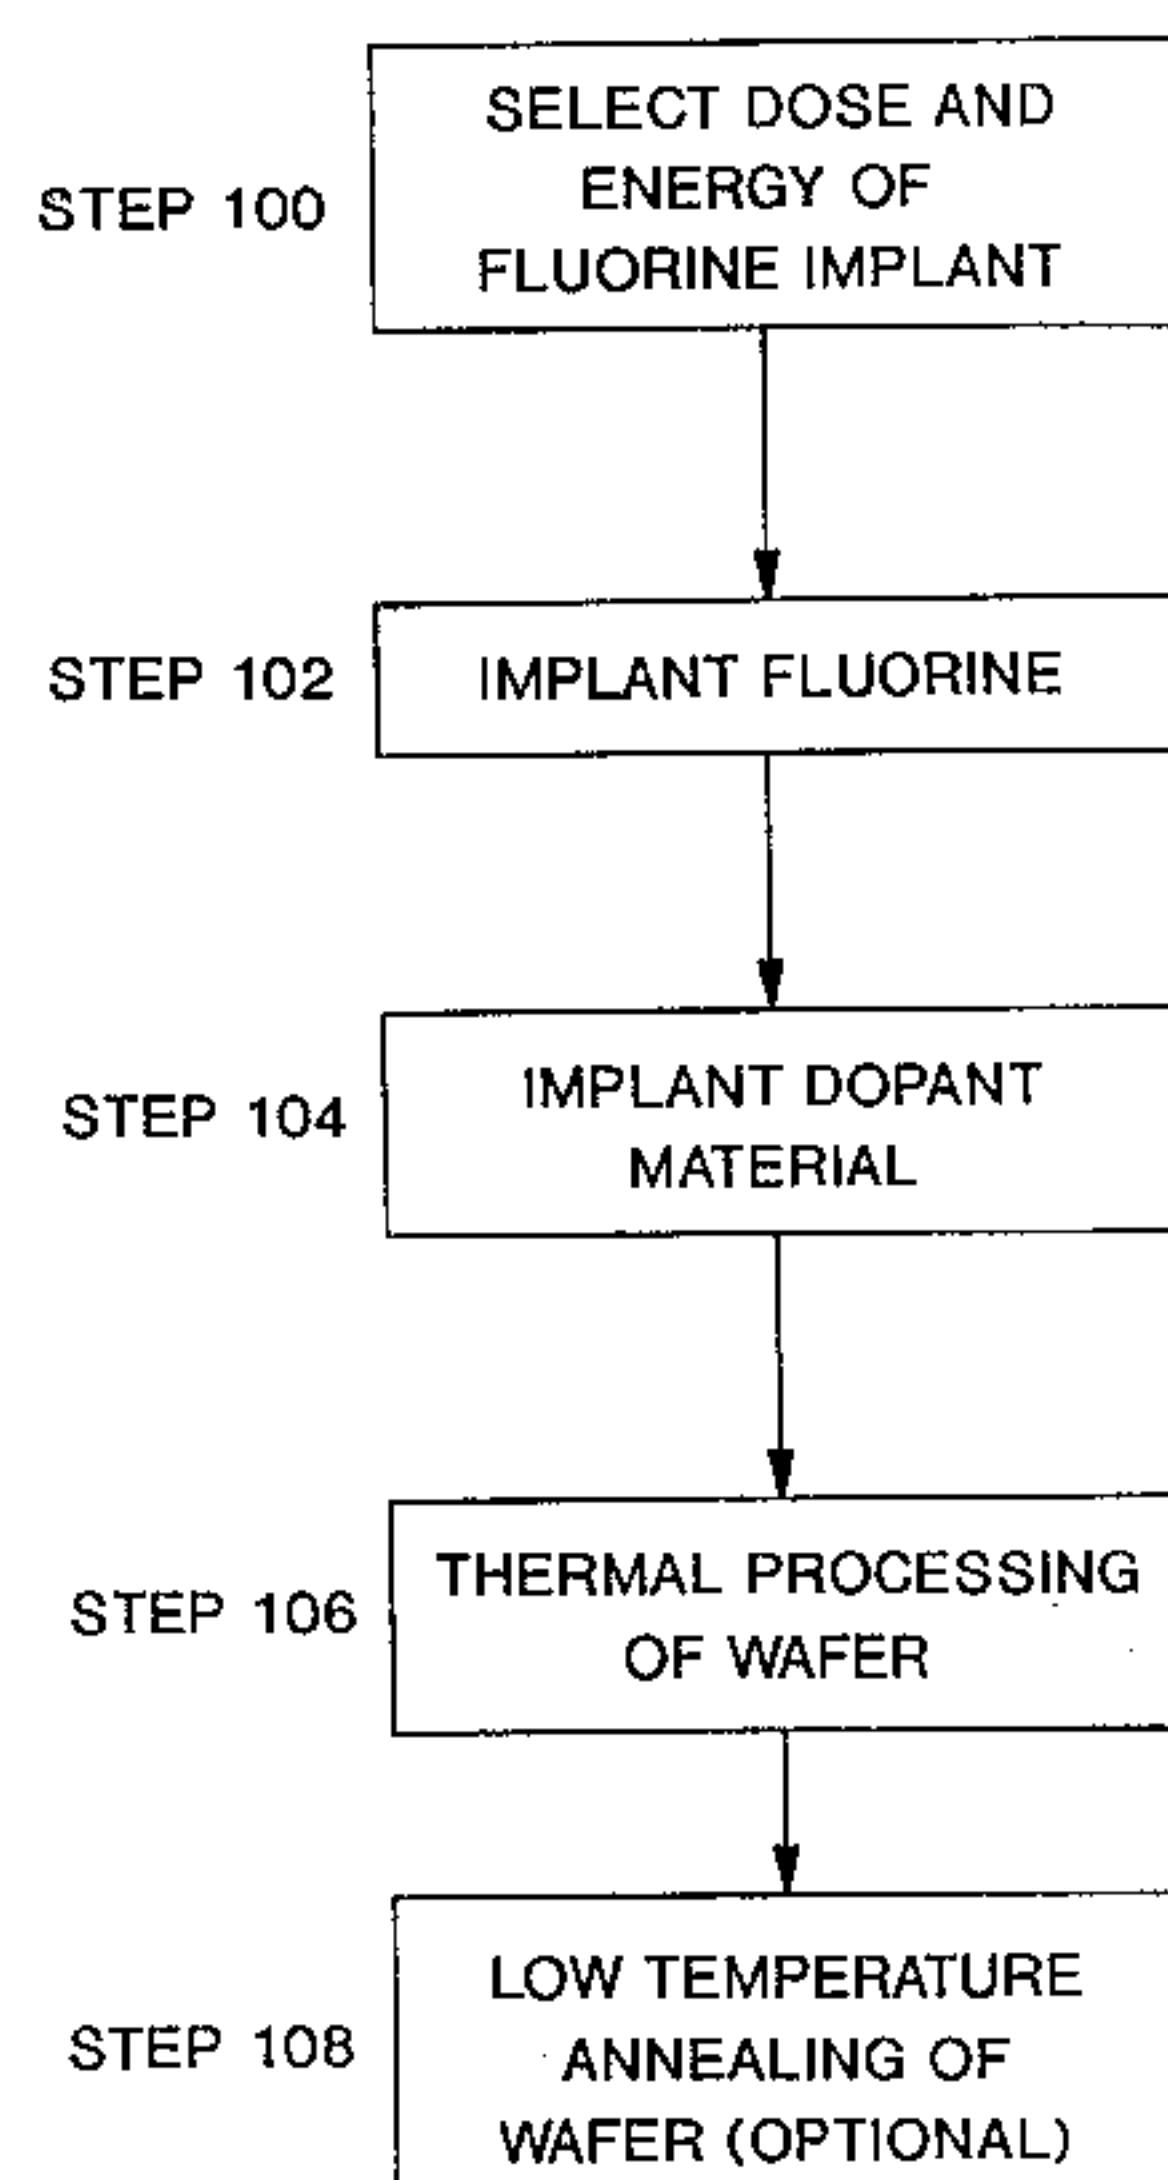 SELECT DOSE AND
ENERGY OF
FLUORINE IMPLANT
STEP 100
IMPLANT FLUORINE
STEP 102
IMPLANT DOPANT
MATERIAL
STEP 104
THERMAL PROCESSING
OF WAFER
STEP 106
LOW TEMPERATURE
ANNEALING OF
WAFER (OPTIONAL)
STEP 108